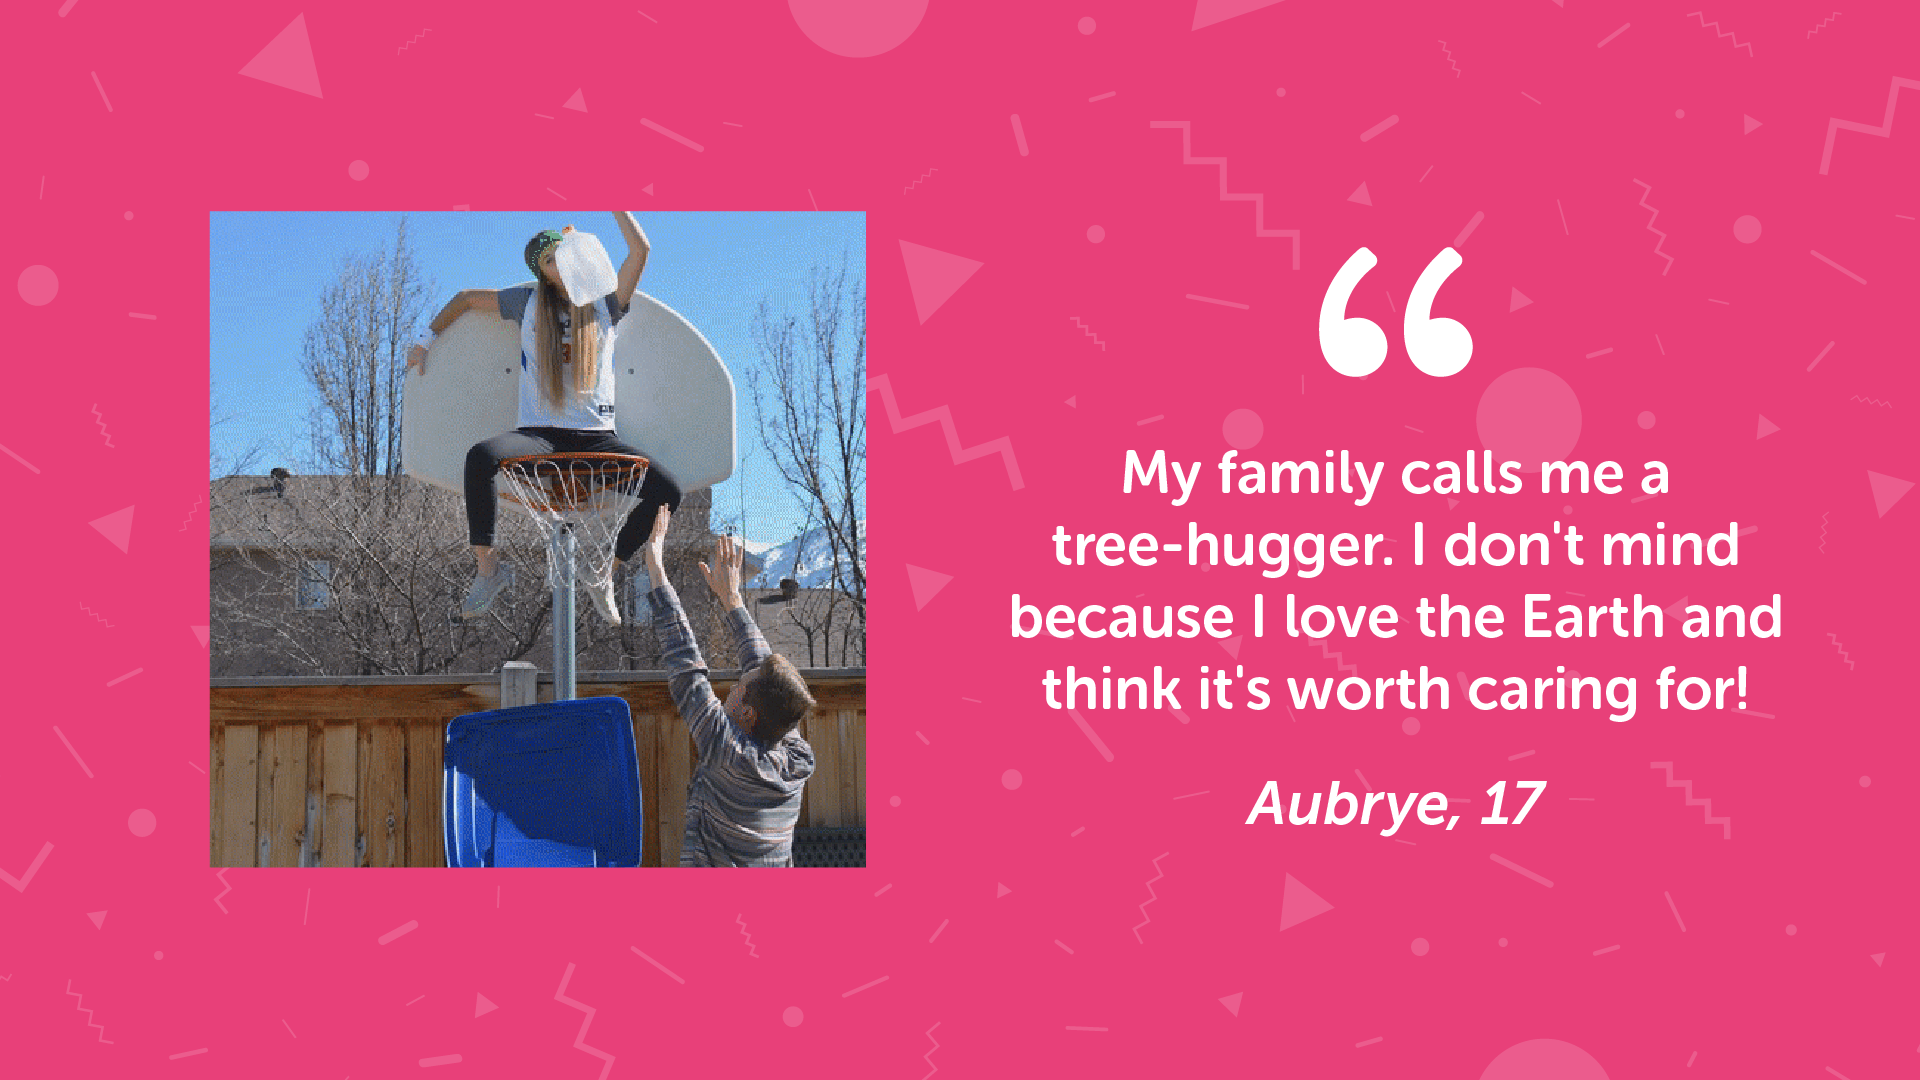 “
My family calls me a
tree-hugger. I don't mind
because I love the Earth and
think it's worth caring for!
Aubrye, 17